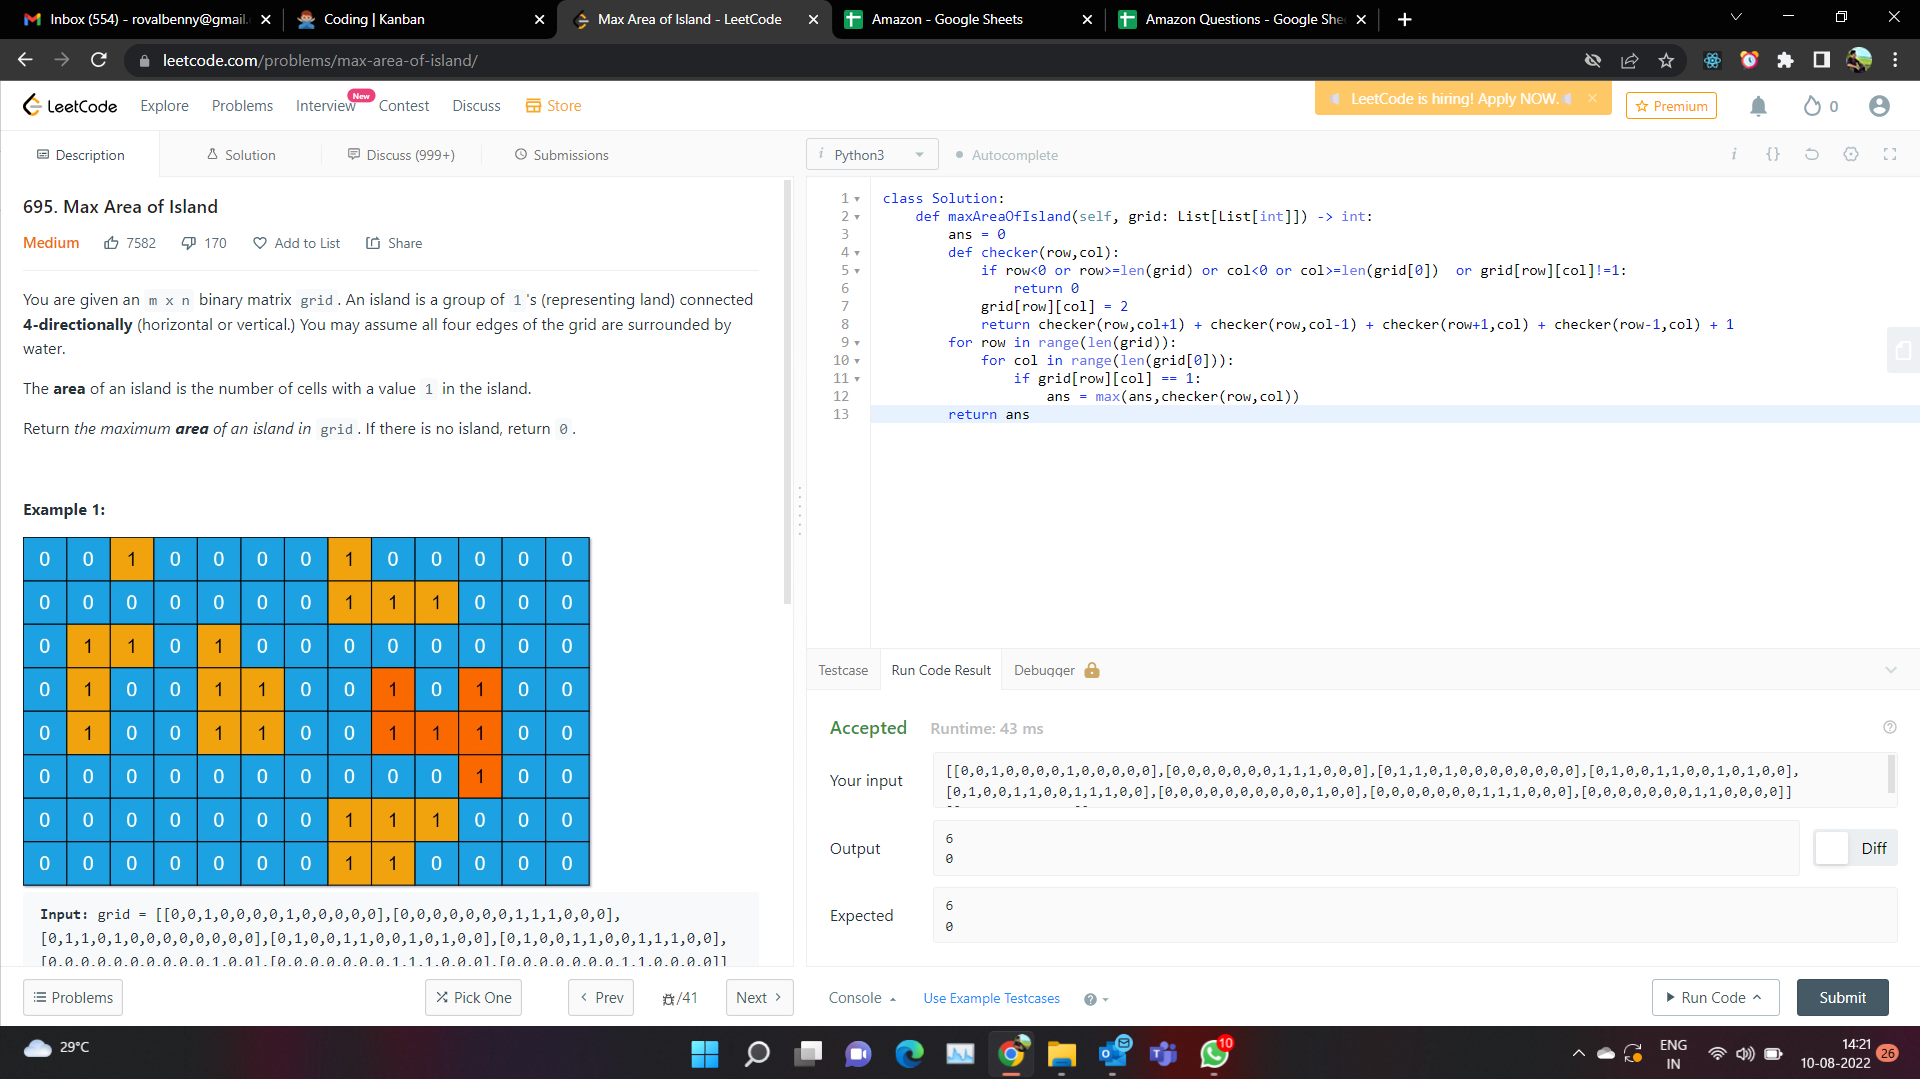 Inbox (554) - rovalbenny@gmail.
Coding | Kanban
Max Area of Island - LeetCode
Amazon - Google Sheets
Amazon Questions - Google She
leetcode.com/problems/max-area-of-island/
LeetCode
Explore
Problems
Interview
New
Contest
Discuss
Store
LeetCode is hiring! Apply NOW.
Premium
0
Description
Solution
Discuss (999+)
Submissions
Python3
Autocomplete
695. Max Area of Island
Medium
7582
170
Add to List
Share
You are given an m x n binary matrix grid. An island is a group of 1's (representing land) connected
4-directionally (horizontal or vertical.) You may assume all four edges of the grid are surrounded by
water.
The area of an island is the number of cells with a value 1 in the island.
Return the maximum area of an island in grid. If there is no island, return 0.
Example 1:
0 0 1 0 0 0 0 1 0 0 0 0 0
0 0 0 0 0 0 0 1 1 1 0 0 0
0 1 1 0 1 0 0 0 0 0 0 0 0
0 1 0 0 1 1 0 0 1 0 1 0 0
0 1 0 0 1 1 0 0 1 1 1 0 0
0 0 0 0 0 0 0 0 0 0 1 0 0
0 0 0 0 0 0 0 1 1 1 0 0 0
0 0 0 0 0 0 0 1 1 0 0 0 0
Input: grid = [[0,0,1,0,0,0,0,1,0,0,0,0,0],[0,0,0,0,0,0,0,1,1,1,0,0,0],
[0,1,1,0,1,0,0,0,0,0,0,0,0],[0,1,0,0,1,1,0,0,1,0,1,0,0],[0,1,0,0,1,1,0,0,1,1,1,0,0],
[0,0,0,0,0,0,0,0,0,0,1,0,0],[0,0,0,0,0,0,0,1,1,1,0,0,0],[0,0,0,0,0,0,0,1,1,0,0,0,0]]
1 class Solution:
2 def maxAreaOfIsland(self, grid: List[List[int]]) -> int:
3 ans = 0
4 def checker(row,col):
5 if row<0 or row>=len(grid) or col<0 or col>=len(grid[0]) or grid[row][col]!=1:
6 return 0
7 grid[row][col] = 2
8 return checker(row,col+1) + checker(row,col-1) + checker(row+1,col) + checker(row-1,col) + 1
9 for row in range(len(grid)):
10 for col in range(len(grid[0])):
11 if grid[row][col] == 1:
12 ans = max(ans,checker(row,col))
13 return ans
Testcase
Run Code Result
Debugger
Accepted
Runtime: 43 ms
Your input
[[0,0,1,0,0,0,0,1,0,0,0,0,0],[0,0,0,0,0,0,0,1,1,1,0,0,0],[0,1,1,0,1,0,0,0,0,0,0,0,0],[0,1,0,0,1,1,0,0,1,0,1,0,0],
[0,1,0,0,1,1,0,0,1,1,1,0,0],[0,0,0,0,0,0,0,0,0,0,1,0,0],[0,0,0,0,0,0,0,1,1,1,0,0,0],[0,0,0,0,0,0,0,1,1,0,0,0,0]]
Output
6
0
Diff
Expected
6
0
Problems
Pick One
Prev
/41
Next
Console
Use Example Testcases
Run Code
Submit
29°C
10
ENG
IN
14:21
10-08-2022
26